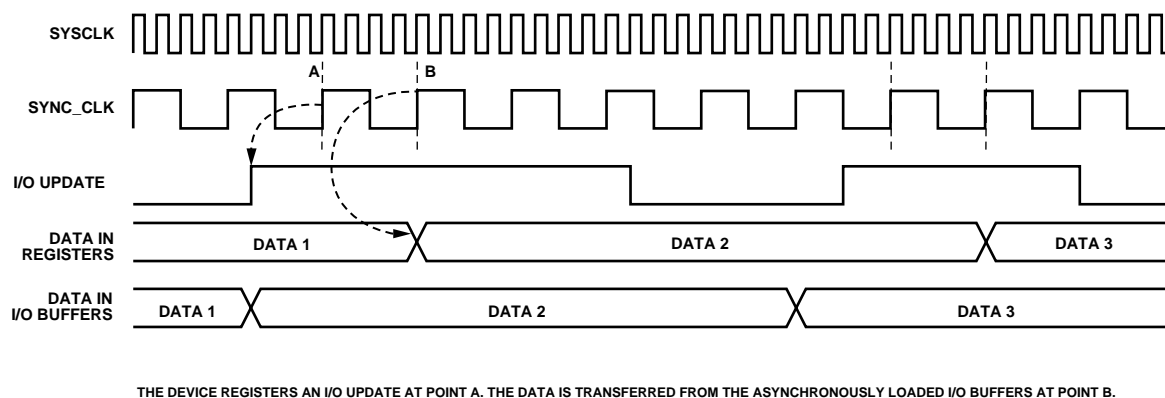 SYSCLK
A
B
SYNC_CLK
I/O UPDATE
DATA IN
REGISTERS
DATA 1
DATA 2
DATA 3
DATA IN
I/O BUFFERS
DATA 1
DATA 2
DATA 3
THE DEVICE REGISTERS AN I/O UPDATE AT POINT A. THE DATA IS TRANSFERRED FROM THE ASYNCHRONOUSLY LOADED I/O BUFFERS AT POINT B.